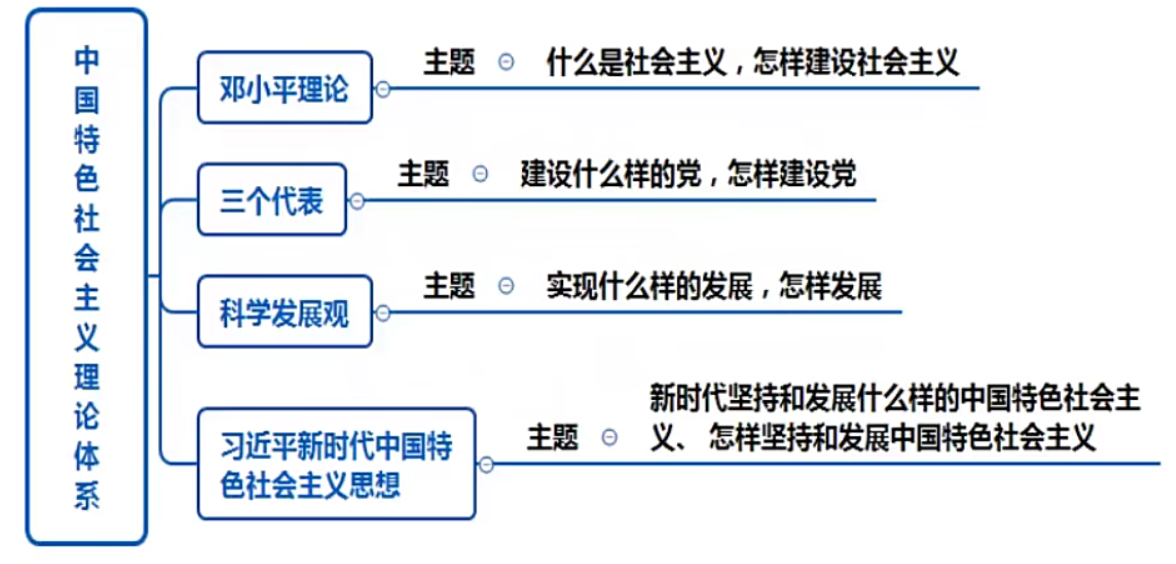 中国特色社会主义理论体系
邓小平理论
主题
什么是社会主义，怎样建设社会主义
三个代表
主题
建设什么样的党，怎样建设党
科学发展观
主题
实现什么样的发展，怎样发展
习近平新时代中国特
色社会主义思想
主题
新时代坚持和发展什么样的中国特色社会主
义、 怎样坚持和发展中国特色社会主义